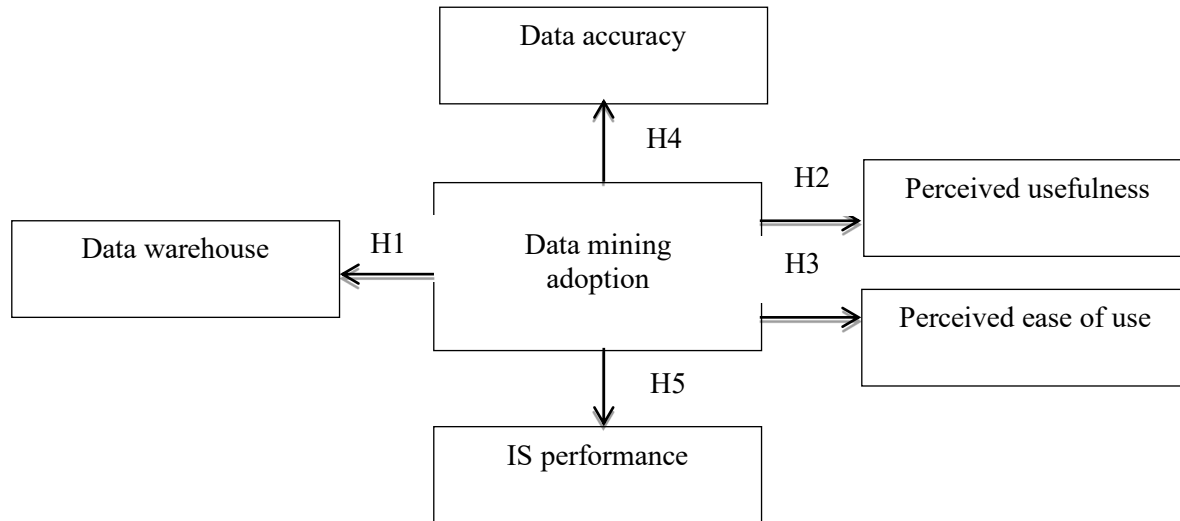 Data accuracy
H4
H2
Perceived usefulness
Data warehouse
H1
Data mining
adoption
H3
Perceived ease of use
H5
IS performance